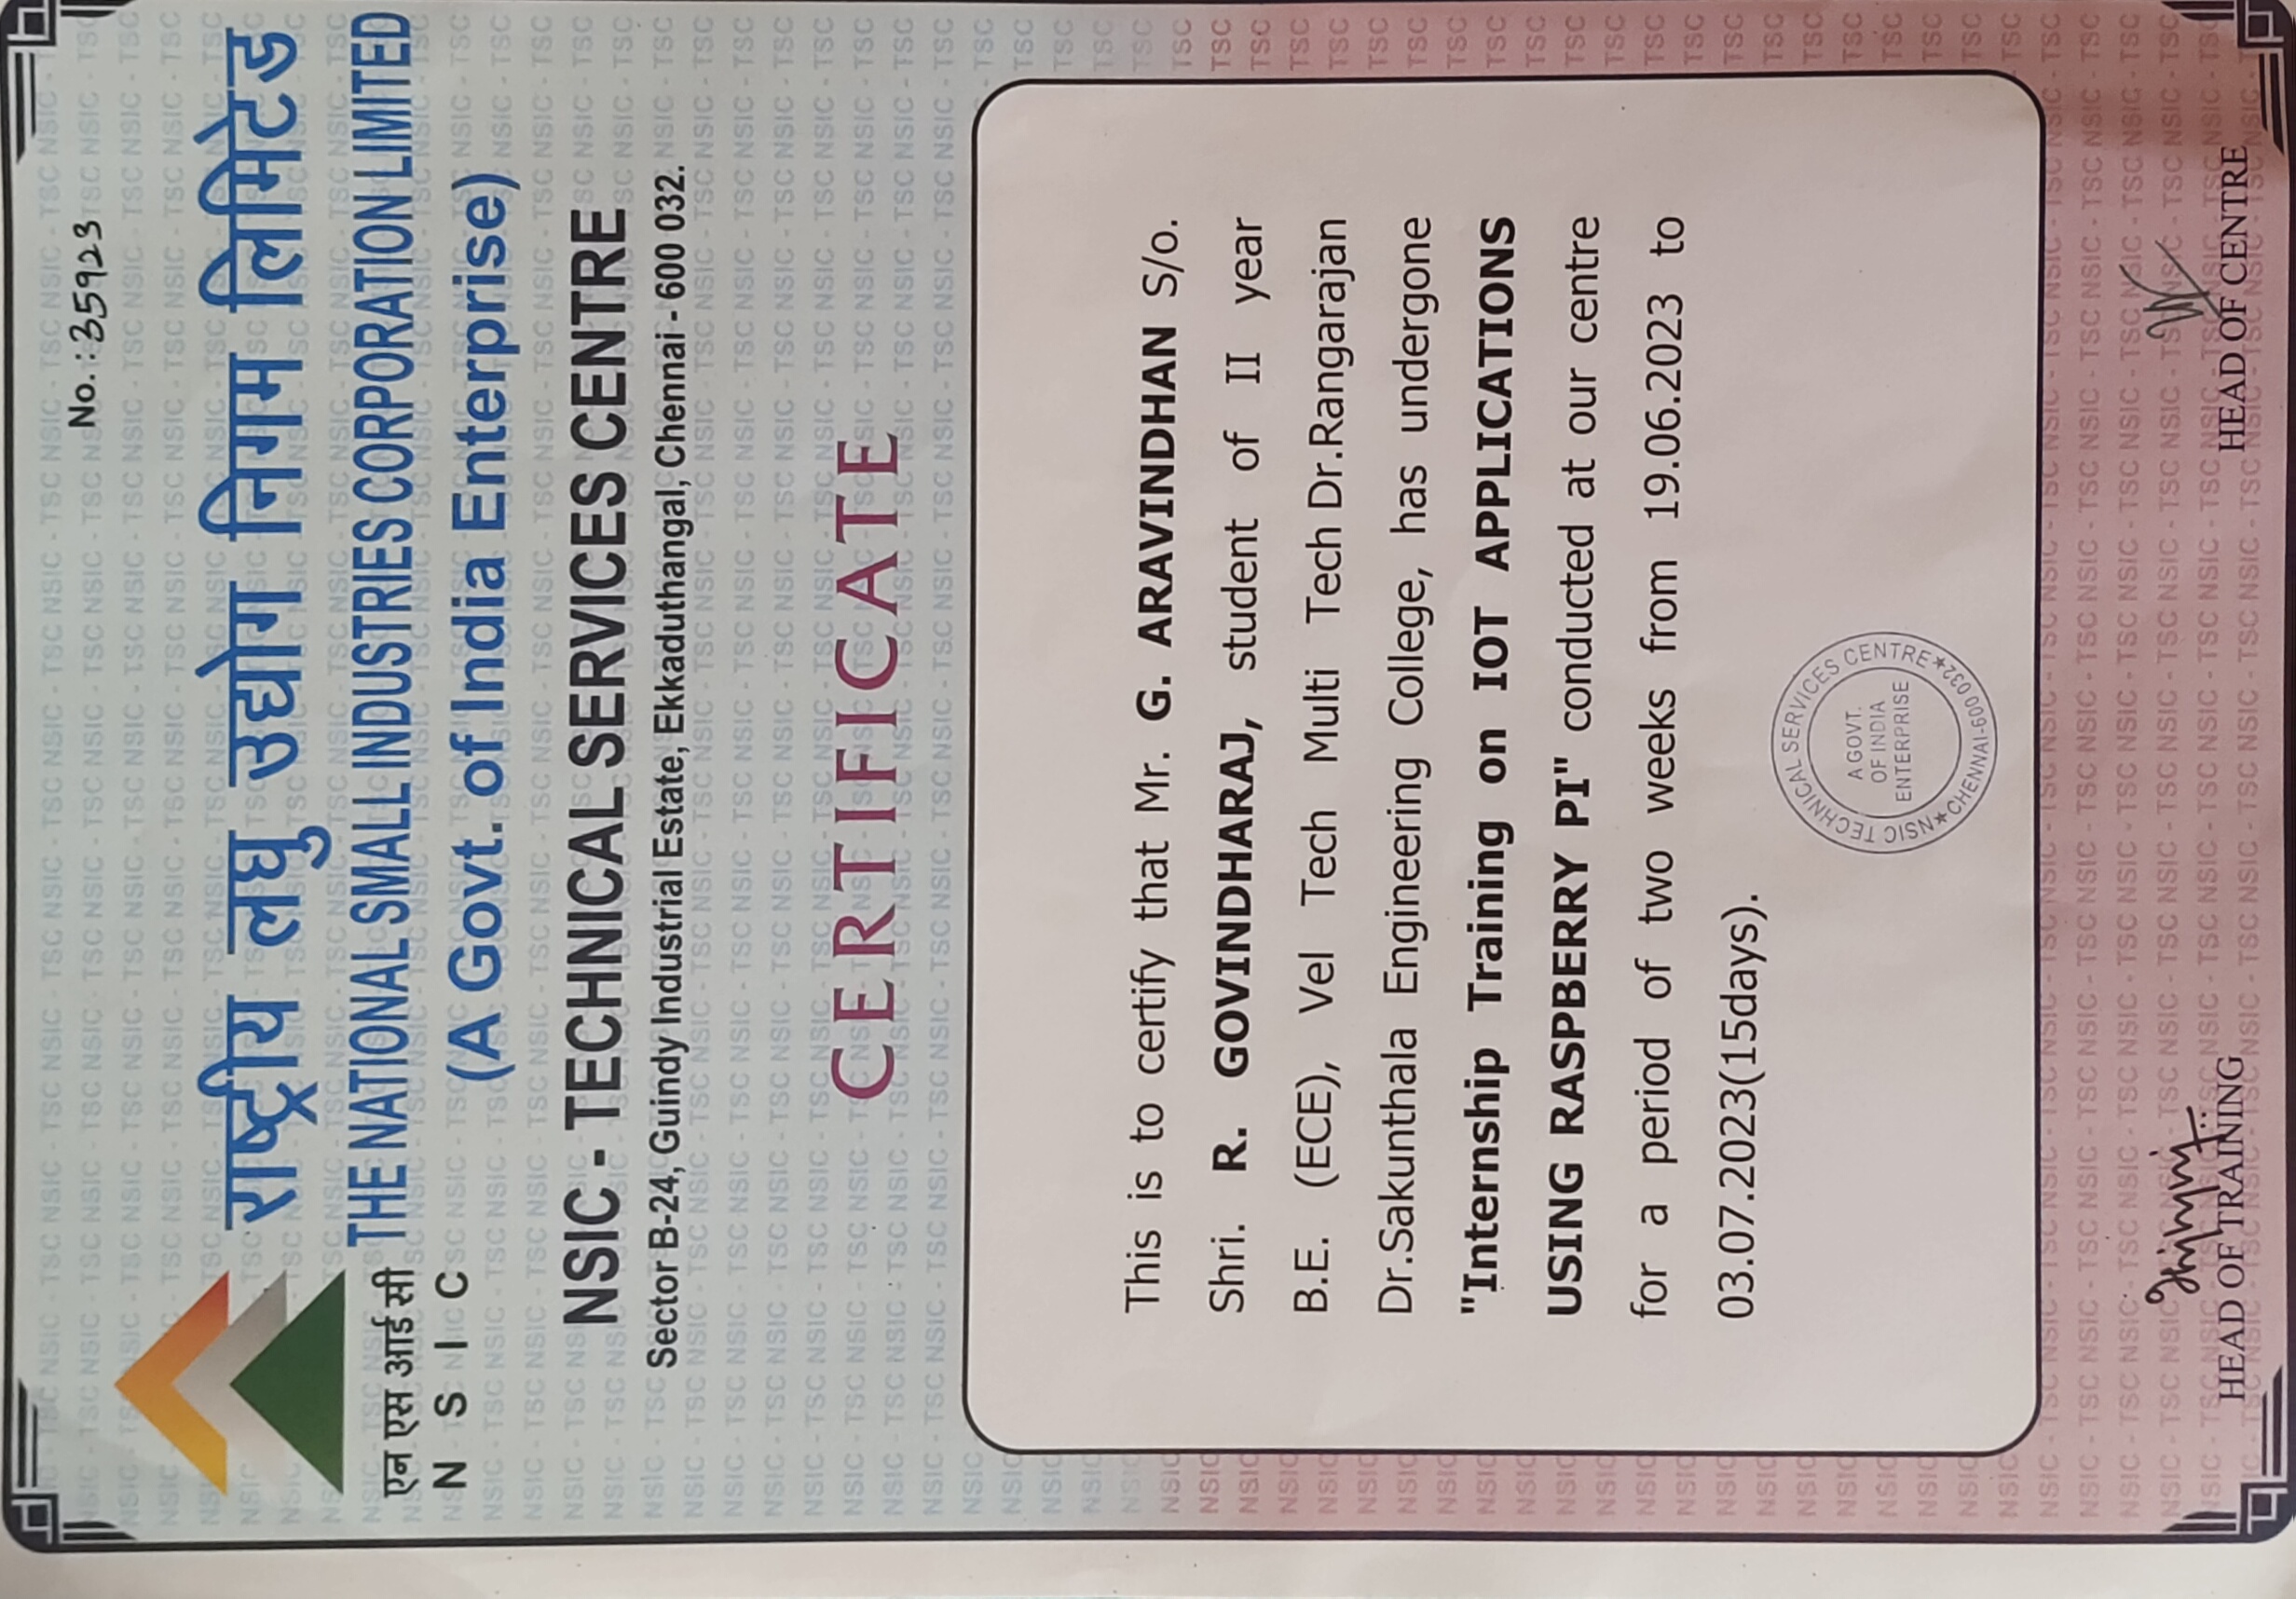 No.: 35923
राष्ट्रीय लघु उद्योग निगम लिमिटेड
एन एस आई सी
N S I C
THE NATIONAL SMALL INDUSTRIES CORPORATION LIMITED
(A Govt. of India Enterprise)
NSIC - TECHNICAL SERVICES CENTRE
Sector B-24, Guindy Industrial Estate, Ekkaduthangal, Chennai - 600 032.
CERTIFICATE
This is to certify that Mr. G. ARAVINDHAN S/o.
Shri. R. GOVINDHARAJ, student of II year
B.E. (ECE), Vel Tech Multi Tech Dr.Rangarajan
Dr.Sakunthala Engineering College, has undergone
"Internship Training on IOT APPLICATIONS
USING RASPBERRY PI" conducted at our centre
for a period of two weeks from 19.06.2023 to
03.07.2023(15days).
NSIC TECHNICAL SERVICES CENTRE
A GOVT.
OF INDIA
ENTERPRISE
★CHENNAI-600 032★
HEAD OF TRAINING
HEAD OF CENTRE